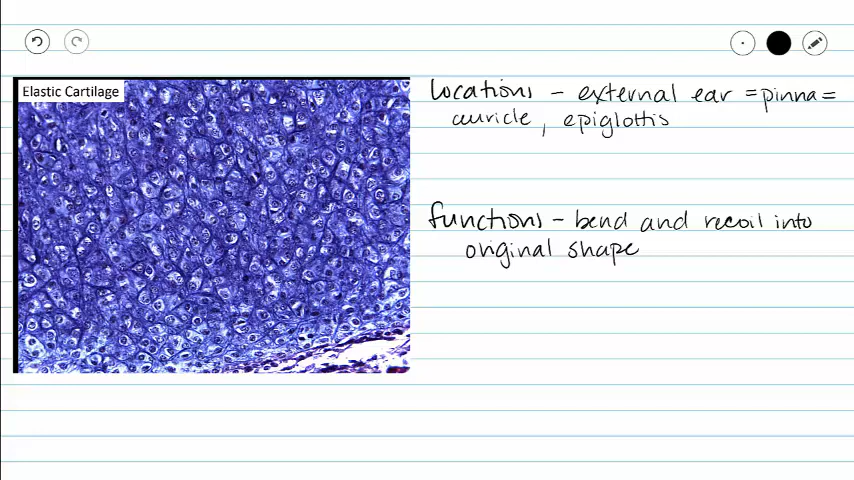 Elastic Cartilage
locations - external ear = pinna =
auricle, epiglottis
functions - bend and recoil into
original shape